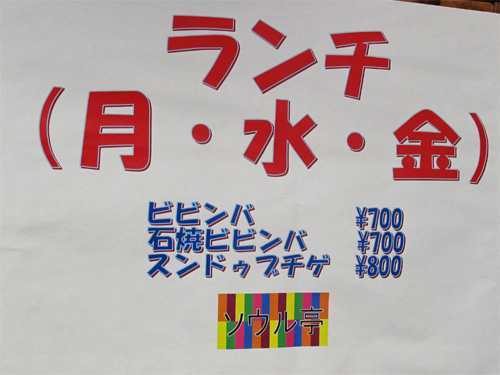 ランチ
(月・水・金)
ビビンバ ¥700
石焼ビビンバ ¥700
スンドゥブチゲ ¥800
ソウル亭